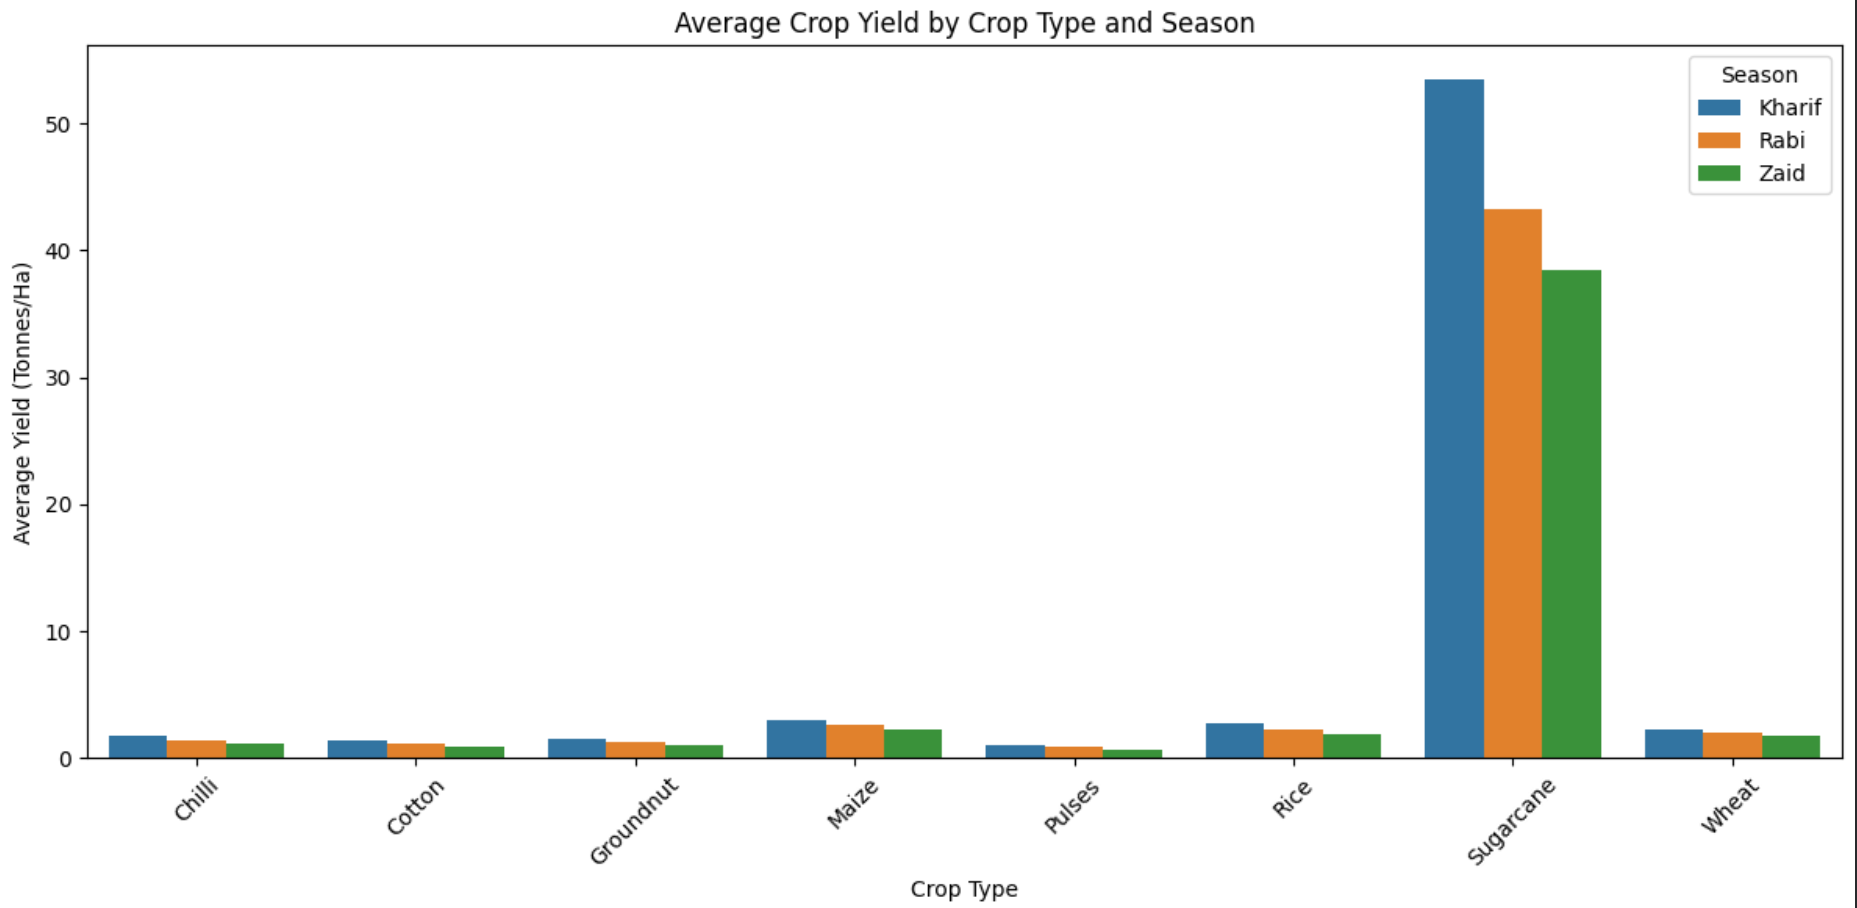 Average Crop Yield by Crop Type and Season
Season
Kharif
Rabi
Zaid
Average Yield (Tonnes/Ha)
50
40
30
20
10
0
Chilli
Cotton
Groundnut
Maize
Pulses
Rice
Sugarcane
Wheat
Crop Type